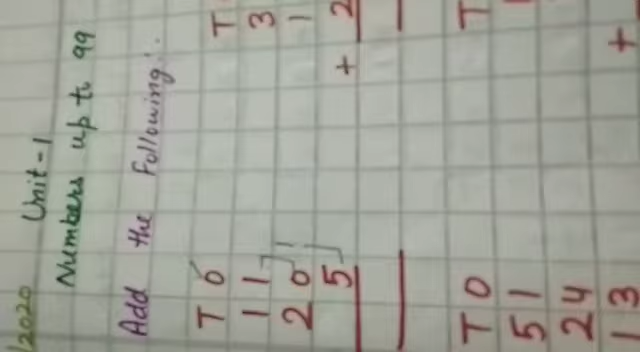 /2020 Unit-1
Numbers up to 99
Add the Following :
T O T
1 1 3
2 0 1
5 + 2
T O T
5 1
2 4
1 3 +